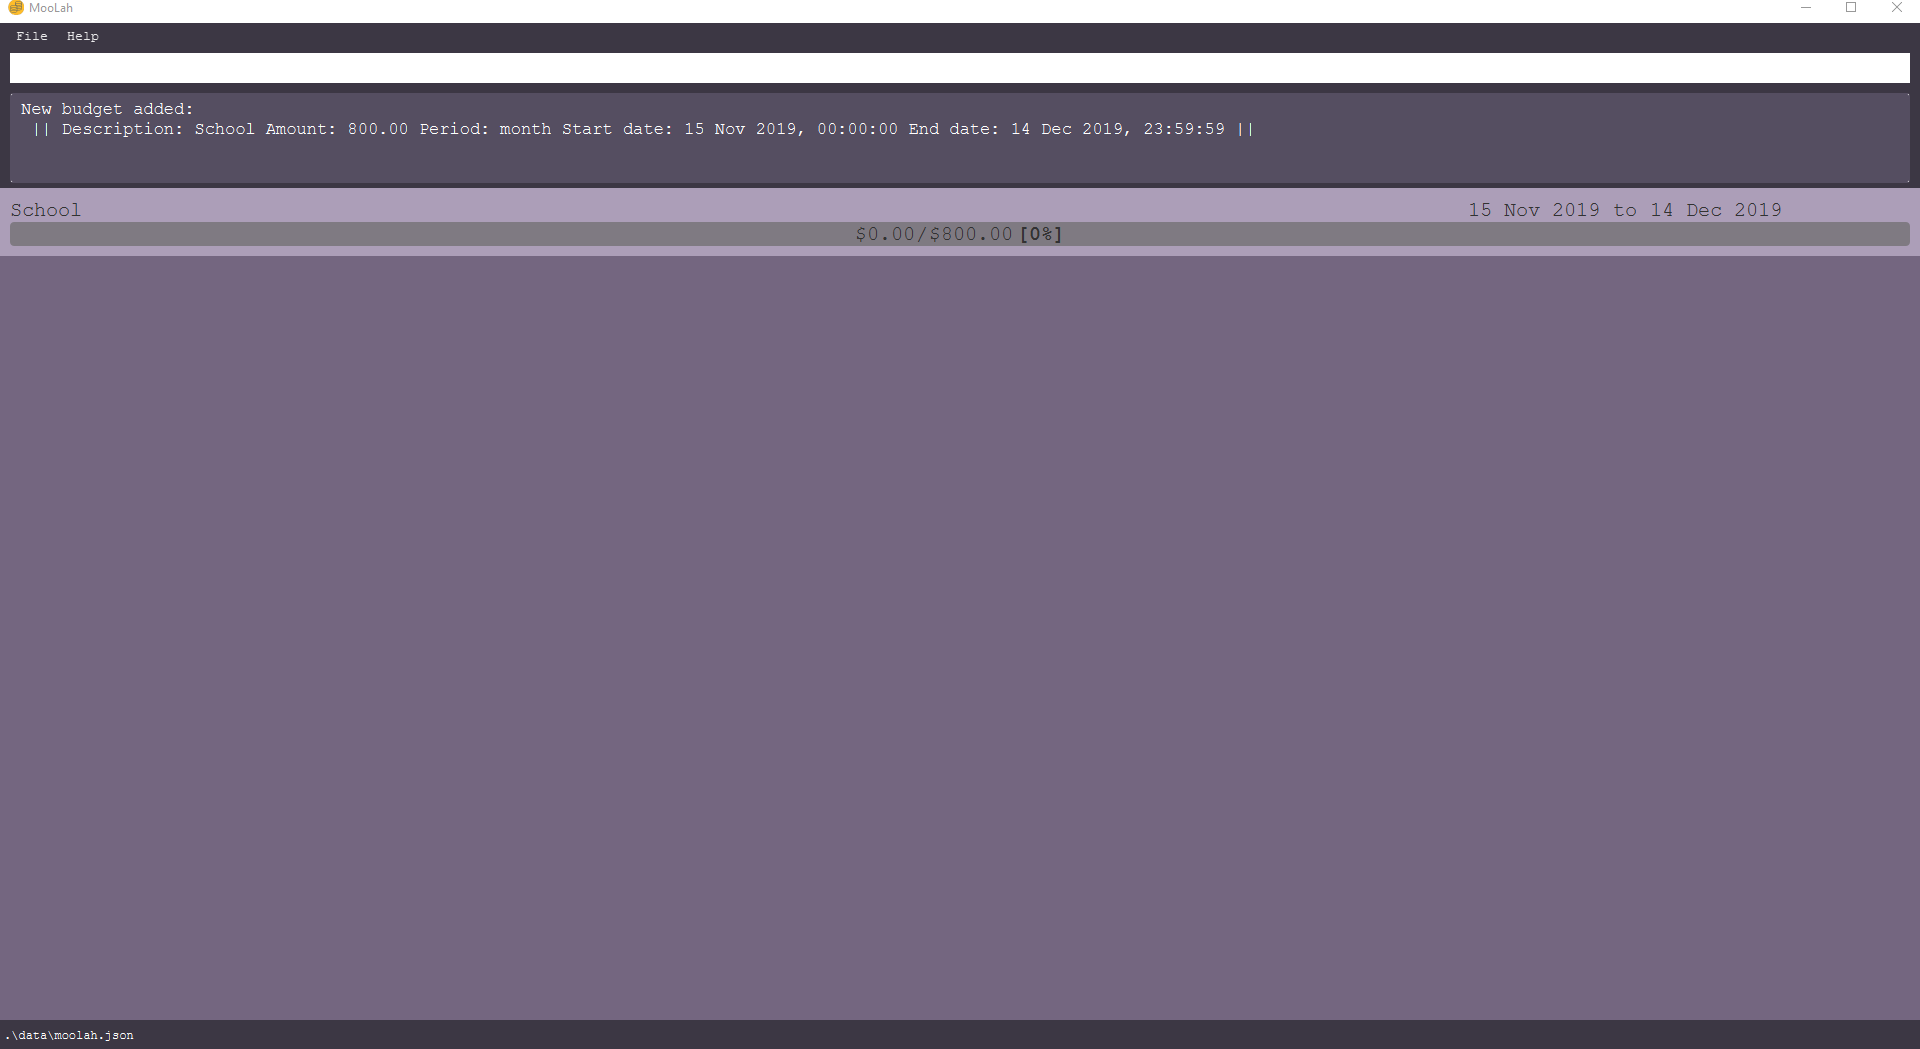 MooLah
File Help
New budget added:
|| Description: School Amount: 800.00 Period: month Start date: 15 Nov 2019, 00:00:00 End date: 14 Dec 2019, 23:59:59 ||
School 15 Nov 2019 to 14 Dec 2019
$0.00/$800.00 [0%]
.\data\moolah.json